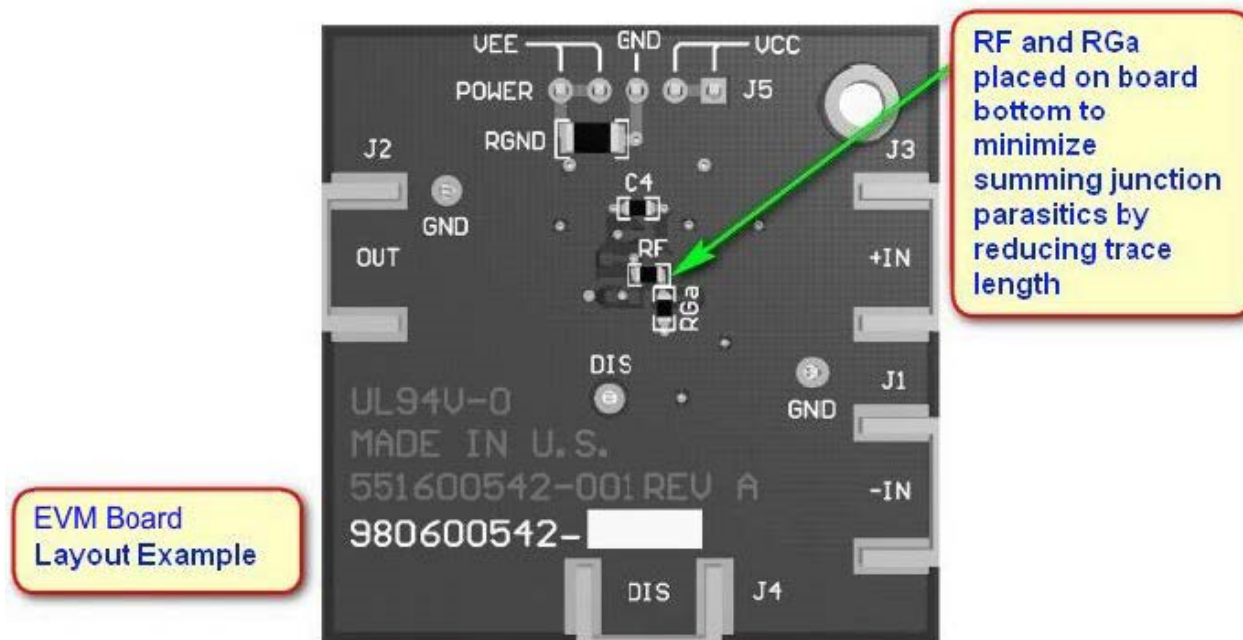 VEE
GND
VCC
POWER
J5
RGND
J2
J3
C4
GND
OUT
RF
+IN
RGa
DIS
J1
GND
UL94V-0
MADE IN U.S.
551600542-001 REV A
-IN
980600542-
DIS
J4
RF and RGa
placed on board
bottom to
minimize
summing junction
parasitics by
reducing trace
length
EVM Board
Layout Example